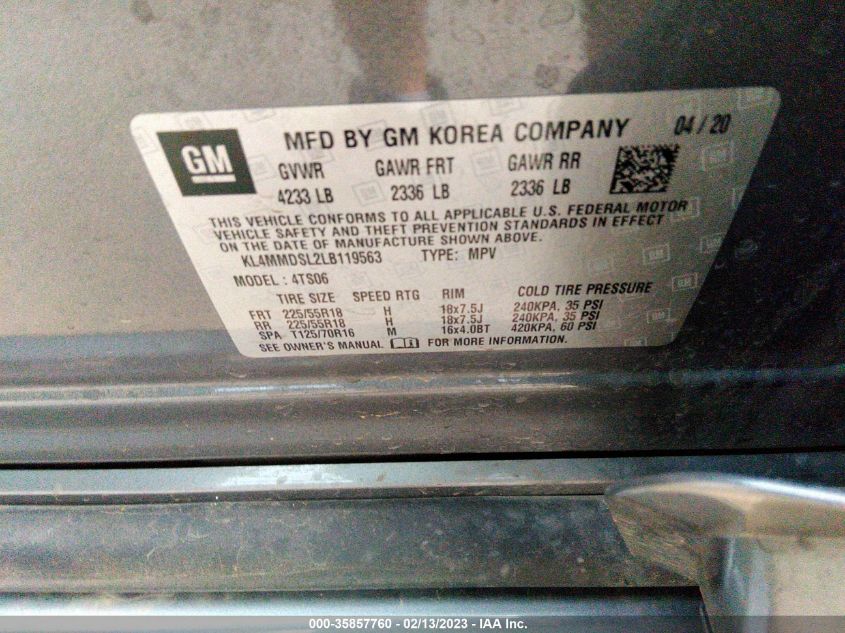 GM
MFD BY GM KOREA COMPANY 04 / 20
GVWR GAWR FRT GAWR RR
4233 LB 2336 LB 2336 LB
THIS VEHICLE CONFORMS TO ALL APPLICABLE U.S. FEDERAL MOTOR
VEHICLE SAFETY AND THEFT PREVENTION STANDARDS IN EFFECT
ON THE DATE OF MANUFACTURE SHOWN ABOVE.
KL4MMDSL2LB119563 TYPE: MPV
MODEL : 4TS06
TIRE SIZE SPEED RTG RIM COLD TIRE PRESSURE
FRT 225/55R18 H 18x7.5J 240KPA, 35 PSI
RR 225/55R18 H 18x7.5J 240KPA, 35 PSI
SPA T125/70R16 M 16x4.0BT 420KPA, 60 PSI
SEE OWNER'S MANUAL FOR MORE INFORMATION.
000-35857760 - 02/13/2023 - IAA Inc.